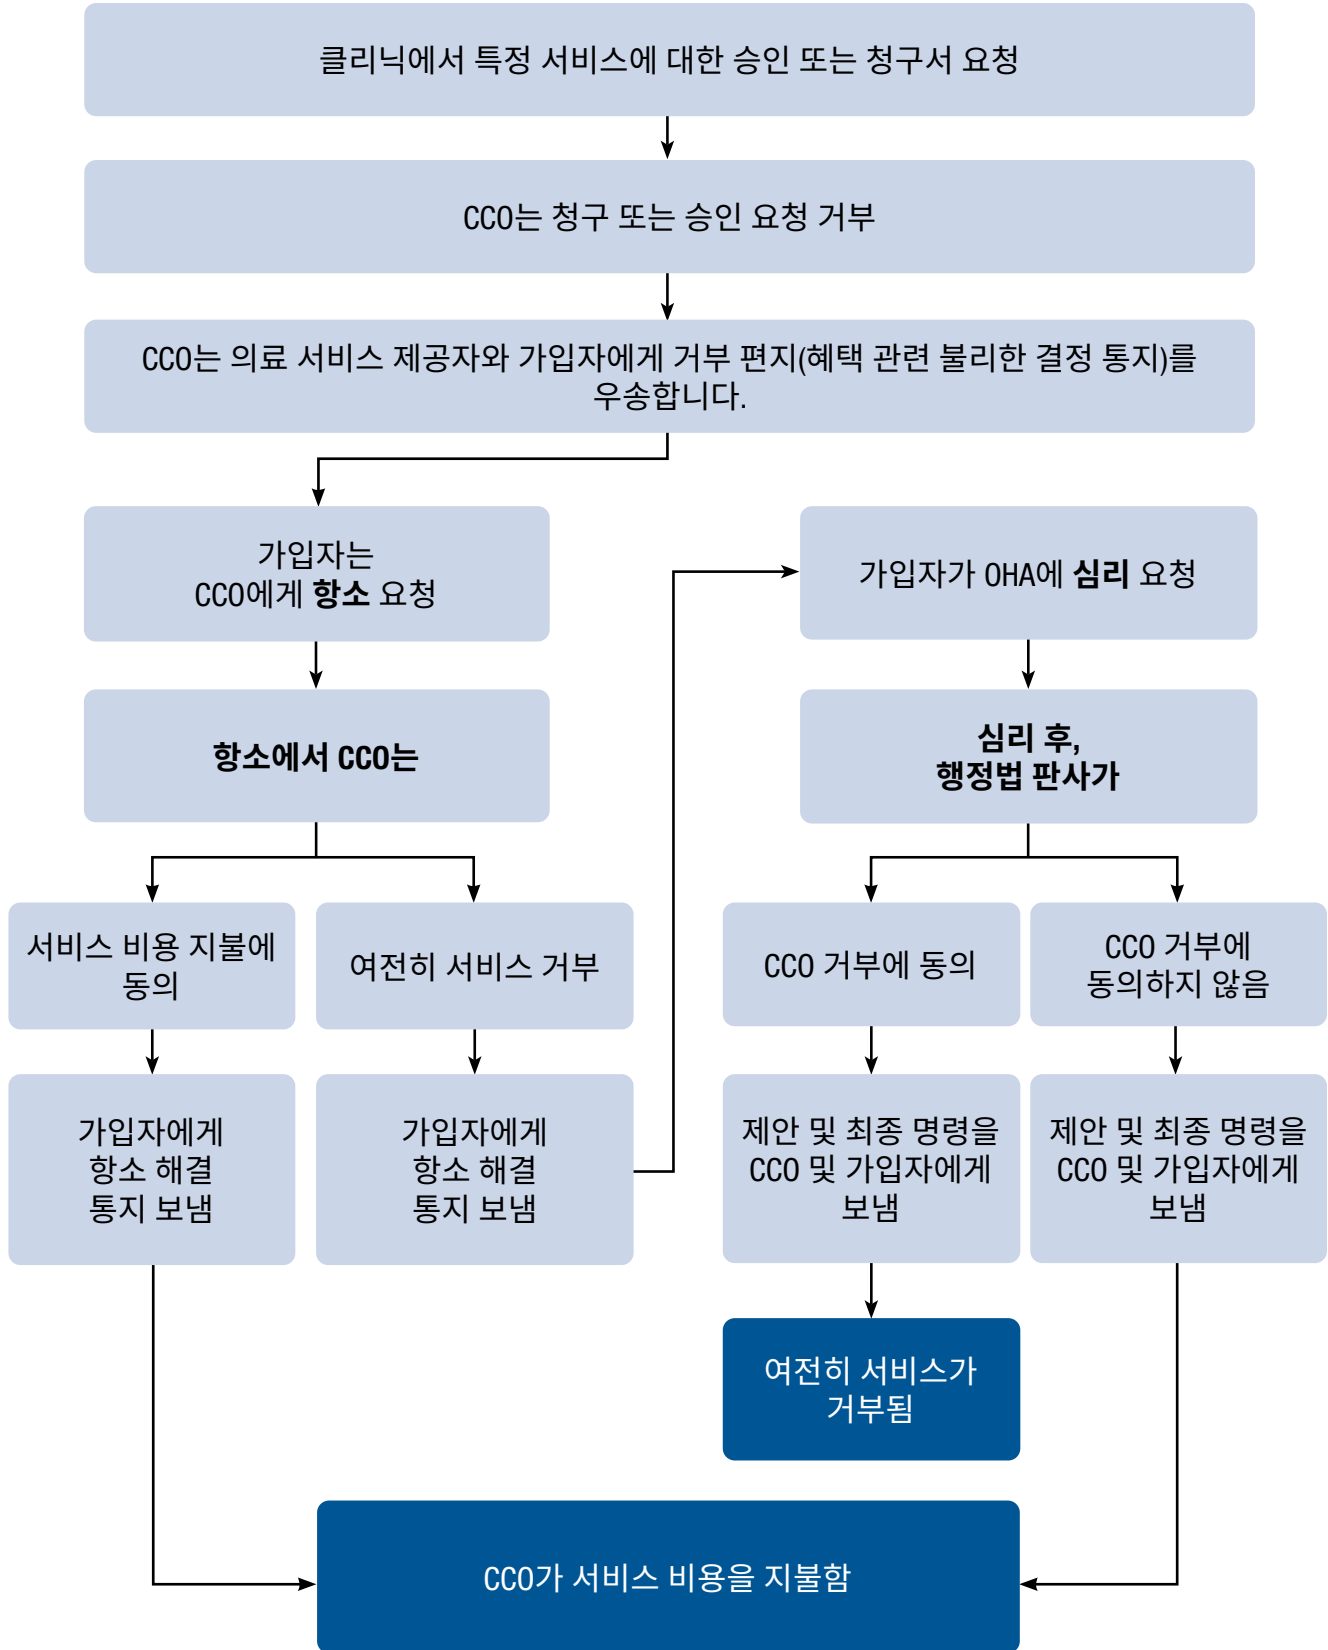 클리닉에서 특정 서비스에 대한 승인 또는 청구서 요청
CCO는 청구 또는 승인 요청 거부
CCO는 의료 서비스 제공자와 가입자에게 거부 편지(혜택 관련 불리한 결정 통지)를
우송합니다.
가입자는
CCO에게 항소 요청
항소에서 CCO는
서비스 비용 지불에
동의
여전히 서비스 거부
가입자에게
항소 해결
통지 보냄
가입자에게
항소 해결
통지 보냄
가입자가 OHA에 심리 요청
심리 후,
행정법 판사가
CCO 거부에 동의
CCO 거부에
동의하지 않음
제안 및 최종 명령을
CCO 및 가입자에게
보냄
제안 및 최종 명령을
CCO 및 가입자에게
보냄
여전히 서비스가
거부됨
CCO가 서비스 비용을 지불함